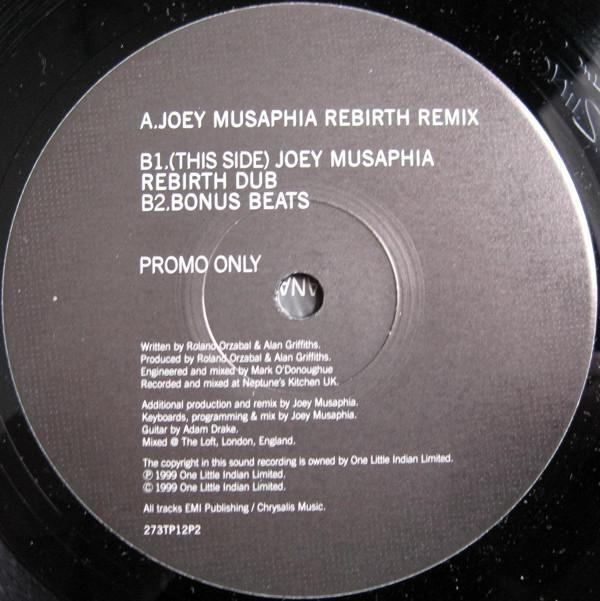 A.JOEY MUSAPHIA REBIRTH REMIX
B1.(THIS SIDE) JOEY MUSAPHIA
REBIRTH DUB
B2.BONUS BEATS
PROMO ONLY
Written by Roland Orzabal & Alan Griffiths.
Produced by Roland Orzabal & Alan Griffiths.
Engineered and mixed by Mark O'Donoughue
Recorded and mixed at Neptune's Kitchen UK.
Additional production and remix by Joey Musaphia.
Keyboards, programming & mix by Joey Musaphia.
Guitar by Adam Drake.
Mixed @ The Loft, London, England.
The copyright in this sound recording is owned by One Little Indian Limited.
℗ 1999 One Little Indian Limited.
© 1999 One Little Indian Limited.
All tracks EMI Publishing / Chrysalis Music.
273TP12P2